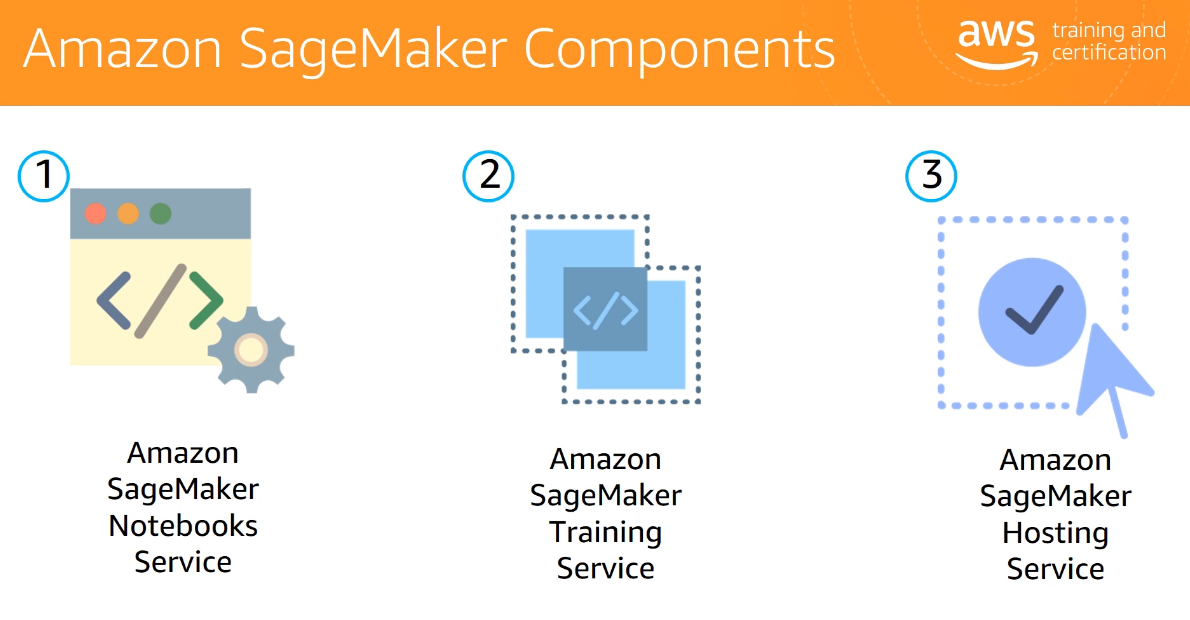 Amazon SageMaker Components
aws training and
certification
1
2
3
</>
</>
Amazon
SageMaker
Notebooks
Service
Amazon
SageMaker
Training
Service
Amazon
SageMaker
Hosting
Service